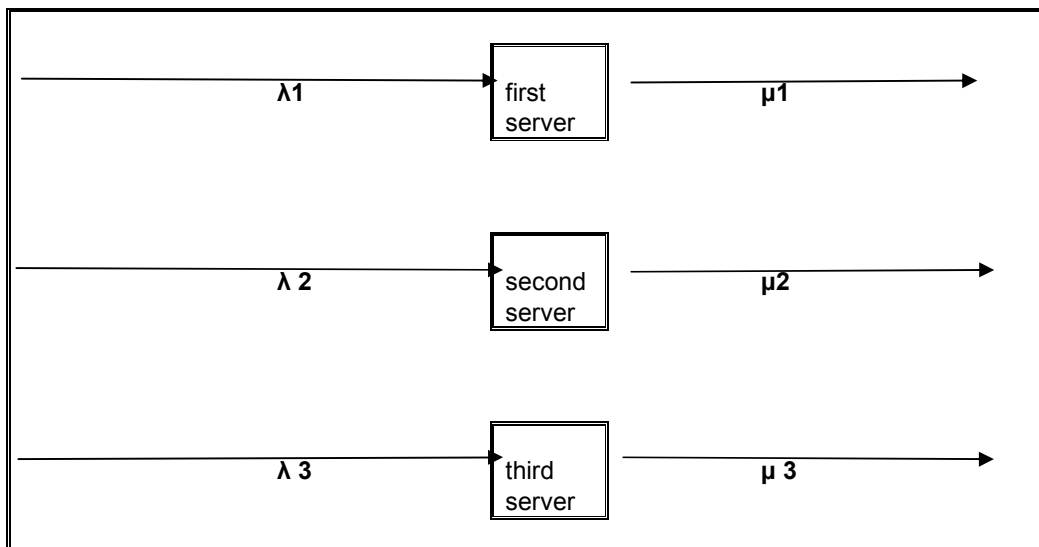 λ1
first
server
μ1
λ 2
second
server
μ2
λ 3
third
server
μ 3